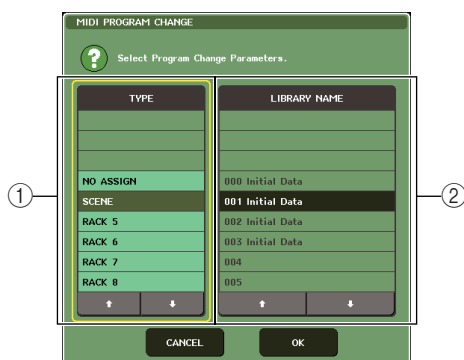 MIDI PROGRAM CHANGE
?
Select Program Change Parameters.
TYPE
NO ASSIGN
SCENE
RACK 5
RACK 6
RACK 7
RACK 8
LIBRARY NAME
000 Initial Data
001 Initial Data
002 Initial Data
003 Initial Data
004
005
1
2
CANCEL
OK